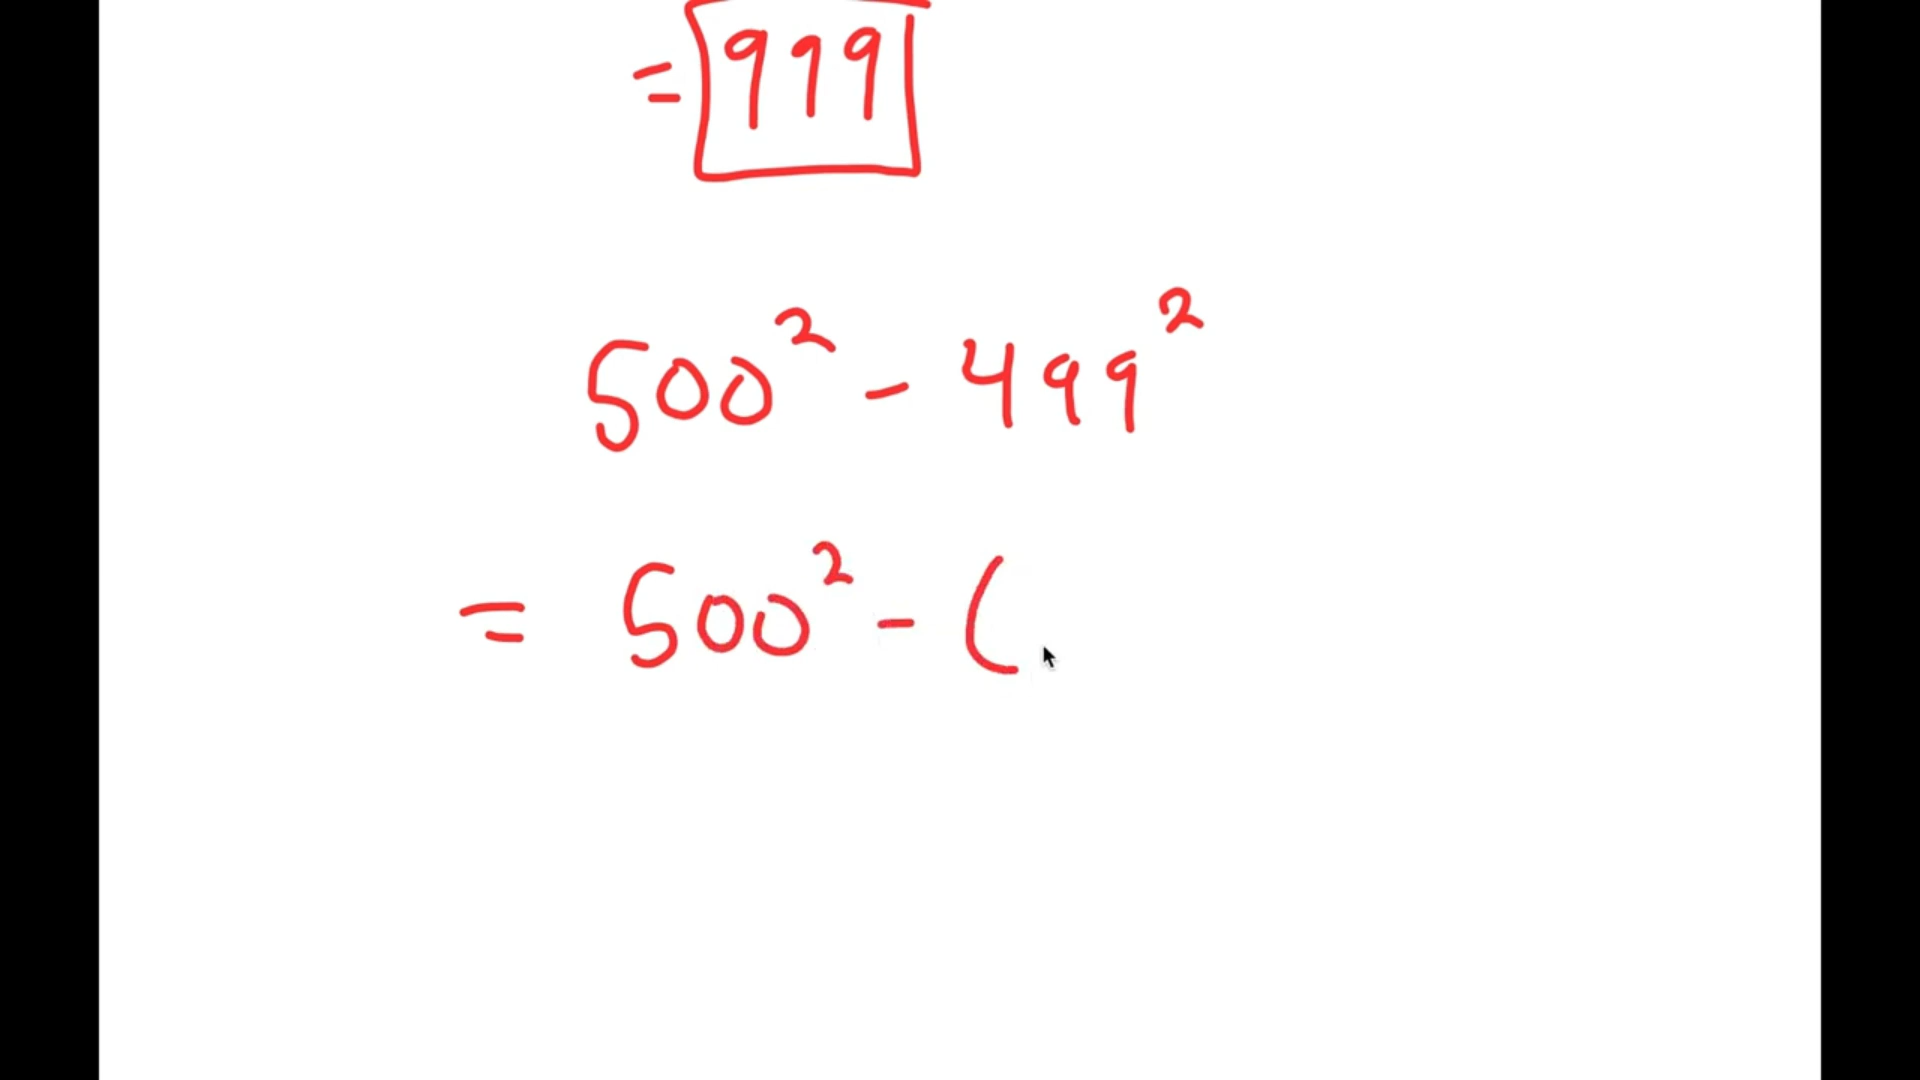 = 999
500² - 499²
= 500² - (